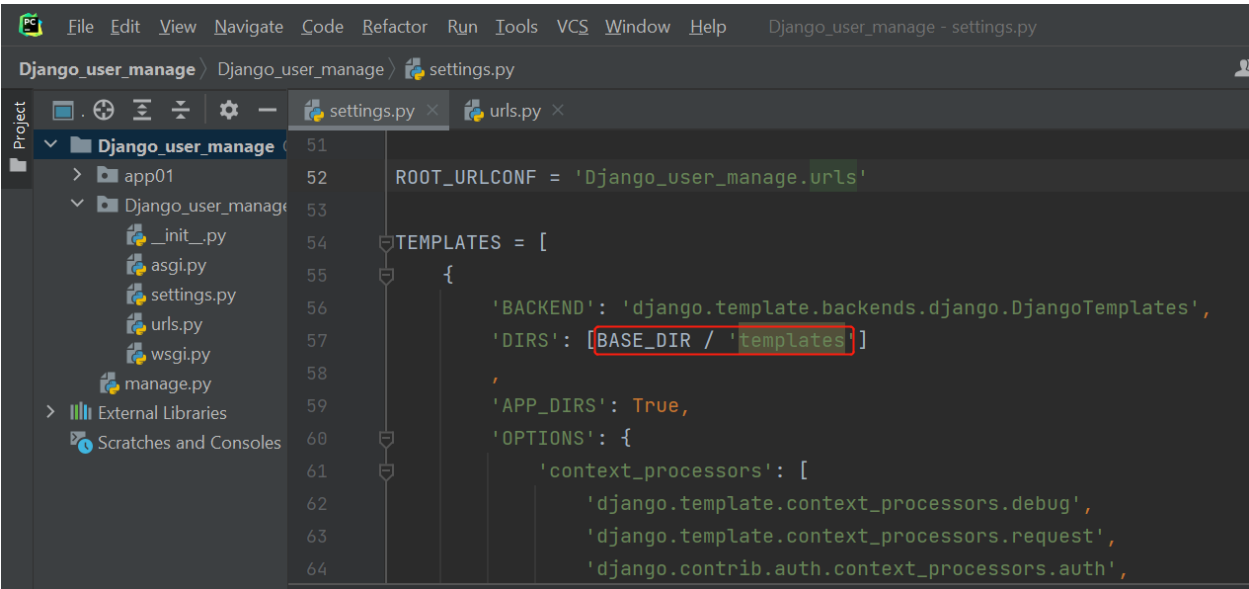 PC File Edit View Navigate Code Refactor Run Tools VCS Window Help Django_user_manage - settings.py
Django_user_manage Django_user_manage settings.py
Project
settings.py urls.py
Django_user_manage
app01
Django_user_manage
__init__.py
asgi.py
settings.py
urls.py
wsgi.py
manage.py
External Libraries
Scratches and Consoles
51
52 ROOT_URLCONF = 'Django_user_manage.urls'
53
54 TEMPLATES = [
55 {
56 'BACKEND': 'django.template.backends.django.DjangoTemplates',
57 'DIRS': [BASE_DIR / 'templates']
58 ,
59 'APP_DIRS': True,
60 'OPTIONS': {
61 'context_processors': [
62 'django.template.context_processors.debug',
63 'django.template.context_processors.request',
64 'django.contrib.auth.context_processors.auth',